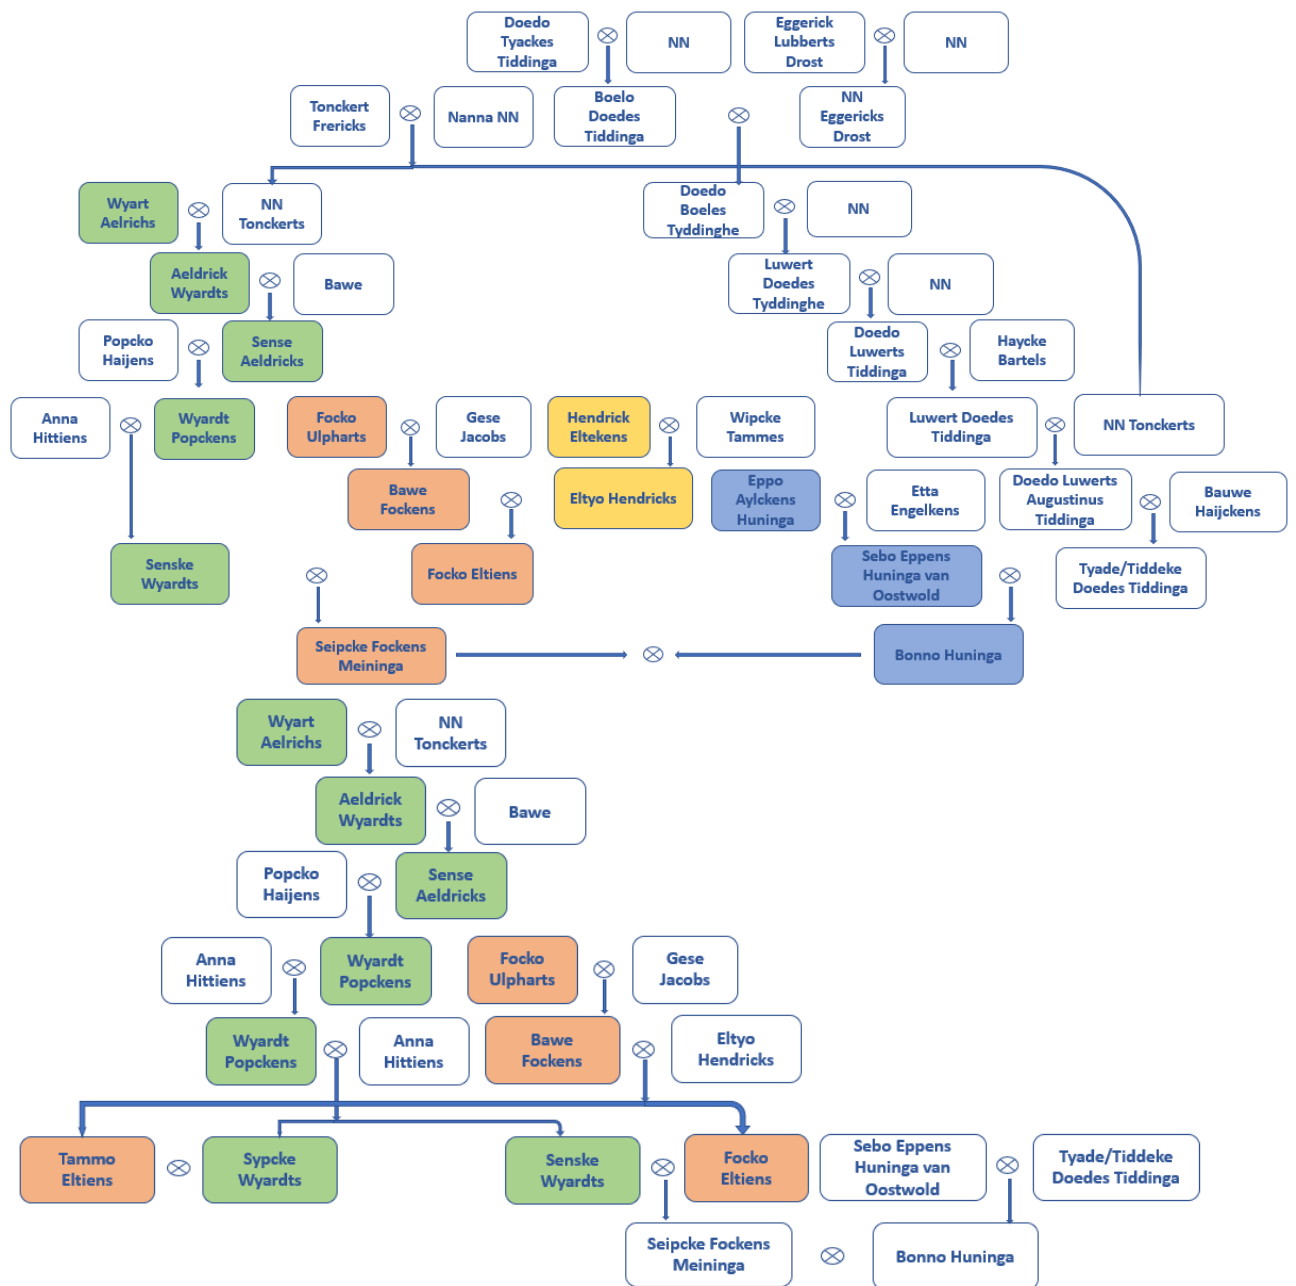 Doedo
Tyackes
Tiddinga
NN
Eggerick
Lubberts
Drost
NN
Tonckert
Frericks
Nanna NN
Boelo
Doedes
Tiddinga
NN
Eggericks
Drost
Wyart
Aelrichs
NN
Tonckerts
Doedo
Boeles
Tyddinghe
NN
Aeldrick
Wyardts
Bawe
Luwert
Doedes
Tyddinghe
NN
Popcko
Haijens
Sense
Aeldricks
Doedo
Luwerts
Tiddinga
Haycke
Bartels
Anna
Hittiens
Wyardt
Popckens
Focko
Ulpharts
Gese
Jacobs
Hendrick
Eltekens
Wipcke
Tammes
Luwert Doedes
Tiddinga
NN Tonckerts
Bawe
Fockens
Eltyo Hendricks
Eppo
Aylckens
Huninga
Etta
Engelkens
Doedo Luwerts
Augustinus
Tiddinga
Bauwe
Haijckens
Senske
Wyardts
Focko Eltiens
Sebo Eppens
Huninga van
Oostwold
Tyade/Tiddeke
Doedes Tiddinga
Seipcke Fockens
Meininga
Bonno Huninga
Wyart
Aelrichs
NN
Tonckerts
Aeldrick
Wyardts
Bawe
Popcko
Haijens
Sense
Aeldricks
Anna
Hittiens
Wyardt
Popckens
Focko
Ulpharts
Gese
Jacobs
Wyardt
Popckens
Anna
Hittiens
Bawe
Fockens
Eltyo
Hendricks
Tammo
Eltiens
Sypcke
Wyardts
Senske
Wyardts
Focko
Eltiens
Sebo Eppens
Huninga van
Oostwold
Tyade/Tiddeke
Doedes Tiddinga
Seipcke Fockens
Meininga
Bonno Huninga